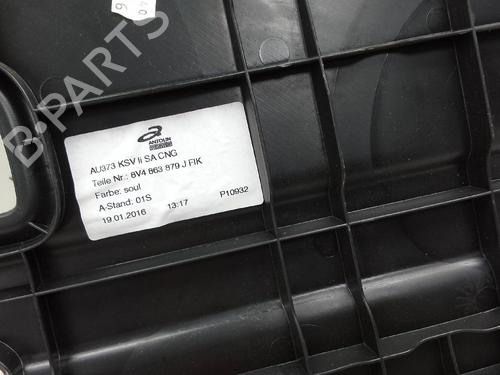 ANTOLIN
AU373 KSV li SA CNG
Teile Nr.: 8V4 863 879 J FIK
Farbe: soul
A-Stand: 01S
19.01.2016 13:17 P10932
B-PARTS